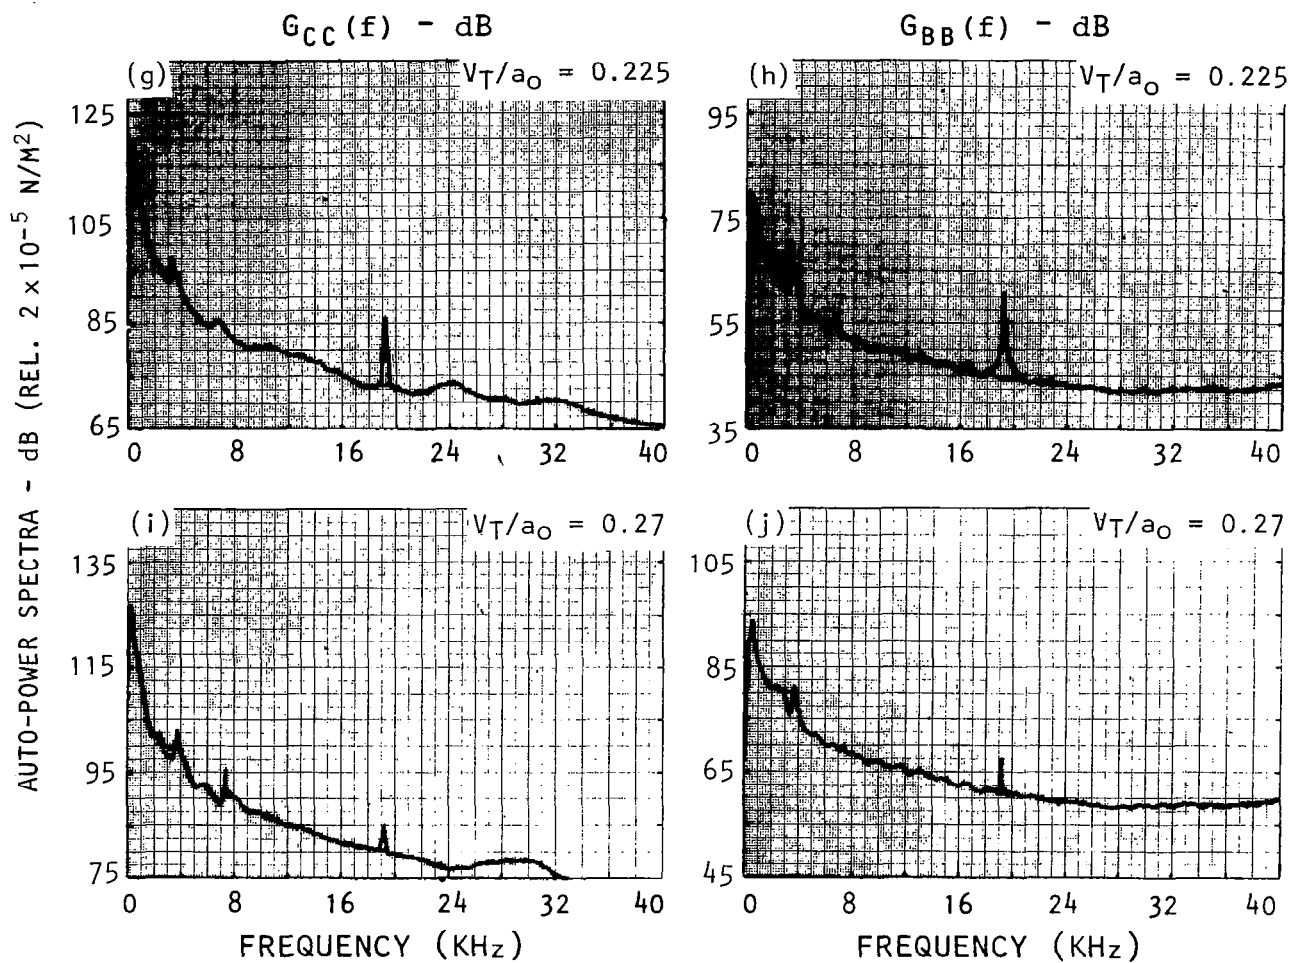 G_CC(f) - dB
G_BB(f) - dB
AUTO-POWER SPECTRA - dB (REL. 2 x 10⁻⁵ N/M²)
(g)
V_T/a_o = 0.225
125
105
85
65
0 8 16 24 32 40
(h)
V_T/a_o = 0.225
95
75
55
35
0 8 16 24 32 40
(i)
V_T/a_o = 0.27
135
115
95
75
0 8 16 24 32 40
FREQUENCY (KHz)
(j)
V_T/a_o = 0.27
105
85
65
45
0 8 16 24 32 40
FREQUENCY (KHz)